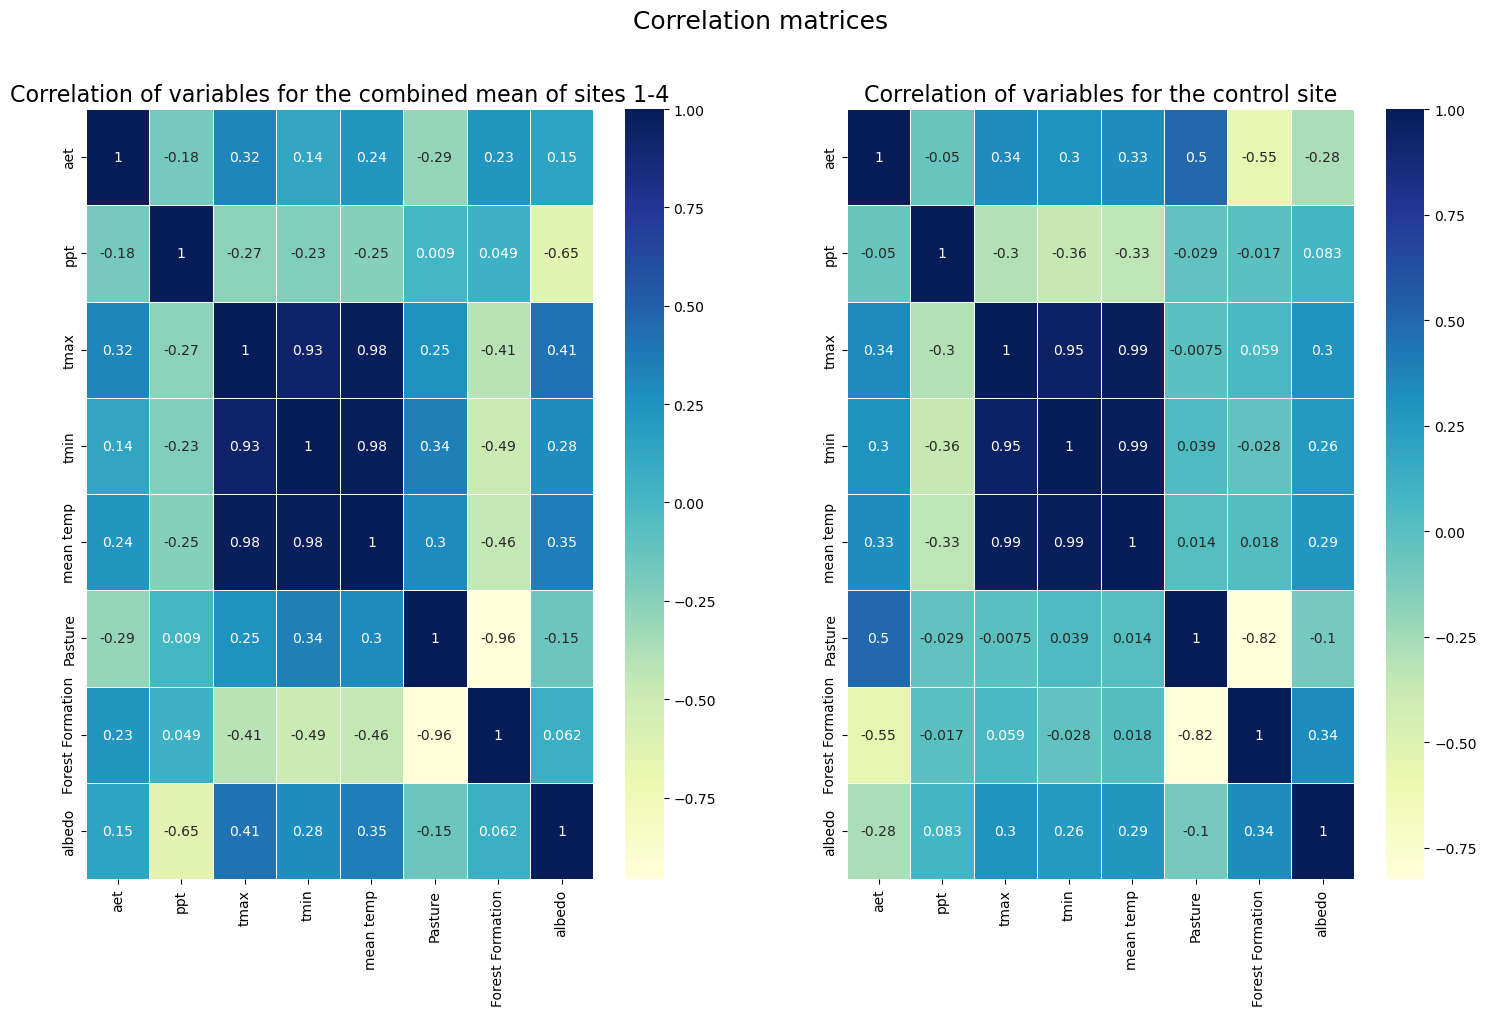 Correlation matrices
Correlation of variables for the combined mean of sites 1-4
aet 1 -0.18 0.32 0.14 0.24 -0.29 0.23 0.15
ppt -0.18 1 -0.27 -0.23 -0.25 0.009 0.049 -0.65
tmax 0.32 -0.27 1 0.93 0.98 0.25 -0.41 0.41
tmin 0.14 -0.23 0.93 1 0.98 0.34 -0.49 0.28
mean temp 0.24 -0.25 0.98 0.98 1 0.3 -0.46 0.35
Pasture -0.29 0.009 0.25 0.34 0.3 1 -0.96 -0.15
Forest Formation 0.23 0.049 -0.41 -0.49 -0.46 -0.96 1 0.062
albedo 0.15 -0.65 0.41 0.28 0.35 -0.15 0.062 1
aet ppt tmax tmin mean temp Pasture Forest Formation albedo
1.00
0.75
0.50
0.25
0.00
−0.25
−0.50
−0.75
Correlation of variables for the control site
aet 1 -0.05 0.34 0.3 0.33 0.5 -0.55 -0.28
ppt -0.05 1 -0.3 -0.36 -0.33 -0.029 -0.017 0.083
tmax 0.34 -0.3 1 0.95 0.99 -0.0075 0.059 0.3
tmin 0.3 -0.36 0.95 1 0.99 0.039 -0.028 0.26
mean temp 0.33 -0.33 0.99 0.99 1 0.014 0.018 0.29
Pasture 0.5 -0.029 -0.0075 0.039 0.014 1 -0.82 -0.1
Forest Formation -0.55 -0.017 0.059 -0.028 0.018 -0.82 1 0.34
albedo -0.28 0.083 0.3 0.26 0.29 -0.1 0.34 1
aet ppt tmax tmin mean temp Pasture Forest Formation albedo
1.00
0.75
0.50
0.25
0.00
−0.25
−0.50
−0.75